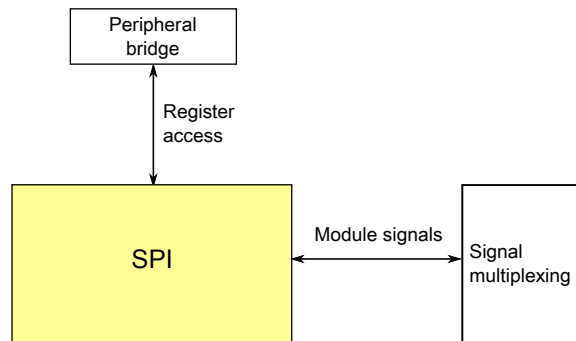 Peripheral
bridge
Register
access
SPI
Module signals
Signal
multiplexing